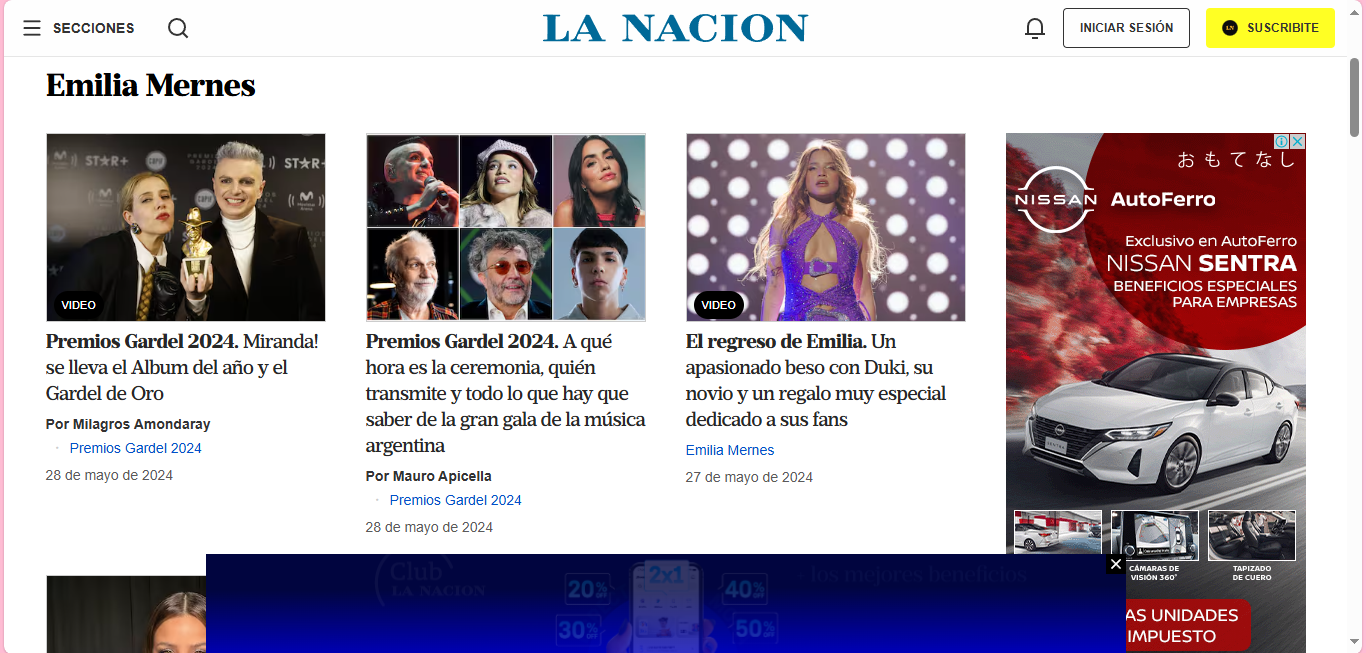 SECCIONES
LA NACION
INICIAR SESIÓN
LN
SUSCRIBITE
Emilia Mernes
STAR+
CAPIF
STAR+
Movistar
VIDEO
Premios Gardel 2024. Miranda!
se lleva el Album del año y el
Gardel de Oro
Por Milagros Amondaray
Premios Gardel 2024
28 de mayo de 2024
Premios Gardel 2024. A qué
hora es la ceremonia, quién
transmite y todo lo que hay que
saber de la gran gala de la música
argentina
Por Mauro Apicella
Premios Gardel 2024
28 de mayo de 2024
VIDEO
El regreso de Emilia. Un
apasionado beso con Duki, su
novio y un regalo muy especial
dedicado a sus fans
Emilia Mernes
27 de mayo de 2024
おもてなし
NISSAN
AutoFerro
Exclusivo en AutoFerro
NISSAN SENTRA
BENEFICIOS ESPECIALES
PARA EMPRESAS
CÁMARAS DE
VISIÓN 360°
TAPIZADO
DE CUERO
AS UNIDADES
IMPUESTO
Club
LA NACION
20%
2x1
40%
30%
50%
los mejores beneficios